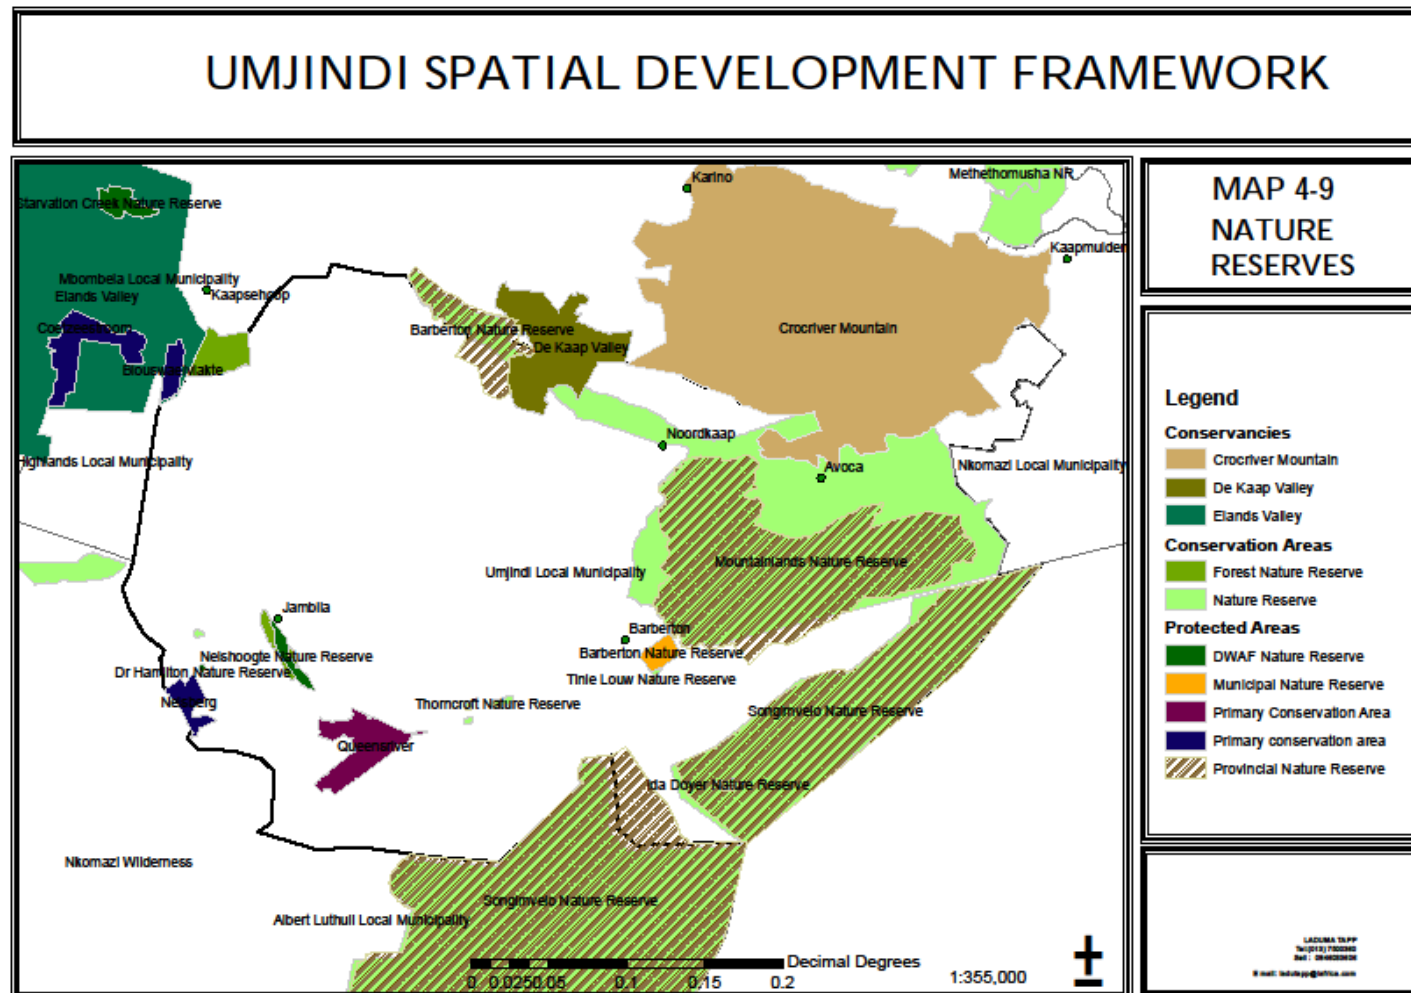 UMJINDI SPATIAL DEVELOPMENT FRAMEWORK
MAP 4-9
NATURE
RESERVES
Karino
Methethomusha NR
Starvation Creek Nature Reserve
Kaapmuiden
Mbombela Local Municipality
Elands Valley
Kaapsehoop
Coetzeestroom
Barberton Nature Reserve
Crocriver Mountain
De Kaap Valley
Noordkaap
Highlands Local Municipality
Avoca
Nkomazi Local Municipality
Mountainlands Nature Reserve
Umjindi Local Municipality
Jambila
Barberton
Nelshoogte Nature Reserve
Barberton Nature Reserve
Dr Hamilton Nature Reserve
Tinie Louw Nature Reserve
Nelsberg
Thorncroft Nature Reserve
Songimvelo Nature Reserve
Queensriver
Ida Doyer Nature Reserve
Nkomazi Wilderness
Songimvelo Nature Reserve
Albert Luthuli Local Municipality
Decimal Degrees
0 0.0250.05 0.1 0.15 0.2
1:355,000
Legend
Conservancies
Crocriver Mountain
De Kaap Valley
Elands Valley
Conservation Areas
Forest Nature Reserve
Nature Reserve
Protected Areas
DWAF Nature Reserve
Municipal Nature Reserve
Primary Conservation Area
Primary conservation area
Provincial Nature Reserve
LADUMA TAPP